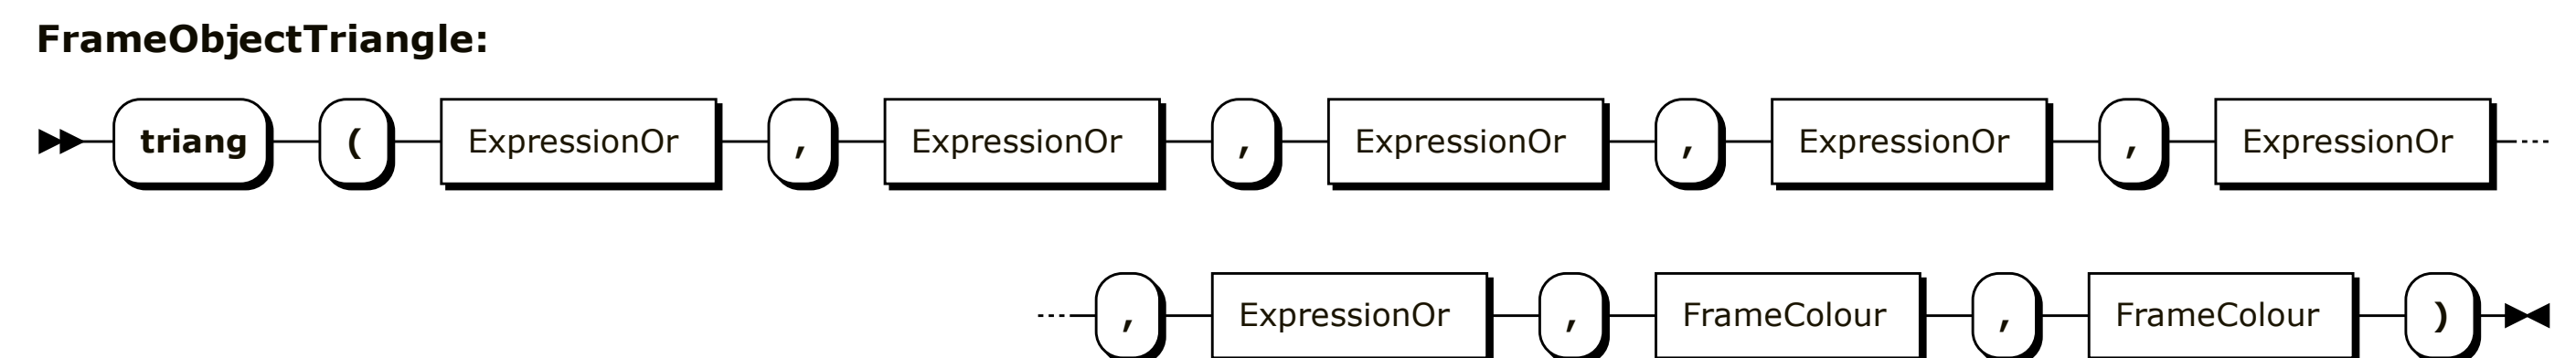 FrameObjectTriangle:
triang ( ExpressionOr , ExpressionOr , ExpressionOr , ExpressionOr , ExpressionOr
, ExpressionOr , FrameColour , FrameColour )